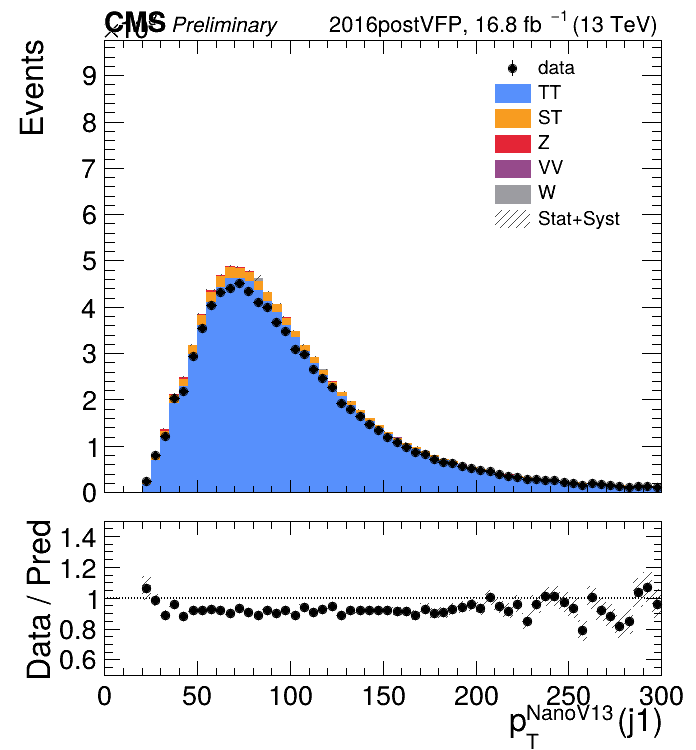 CMS Preliminary 2016postVFP, 16.8 fb⁻¹ (13 TeV)
Events
9
8
7
6
5
4
3
2
1
0
data
TT
ST
Z
VV
W
Stat+Syst
Data / Pred
1.4
1.2
1
0.8
0.6
0 50 100 150 200 250 300
p_T^NanoV13 (j1)